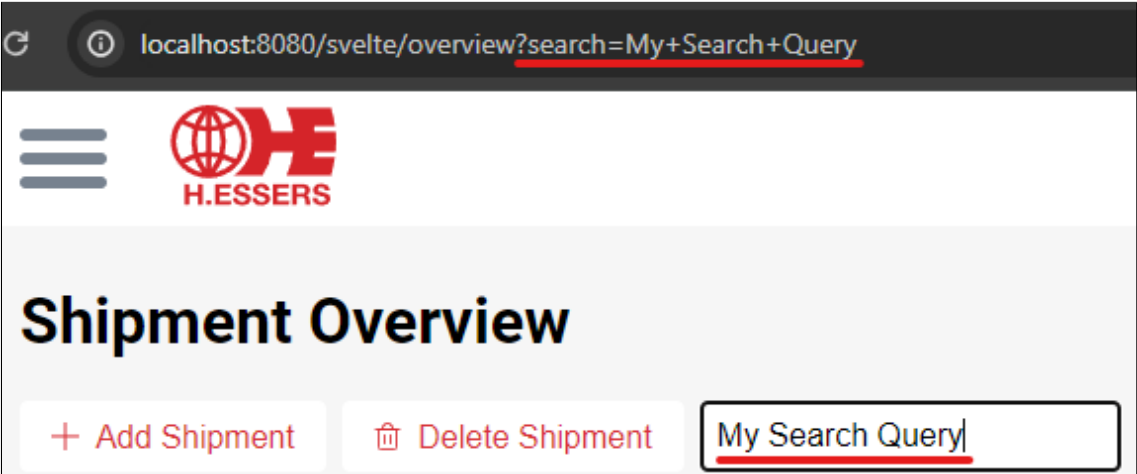 localhost:8080/svelte/overview?search=My+Search+Query
H.ESSERS
Shipment Overview
+ Add Shipment Delete Shipment My Search Query